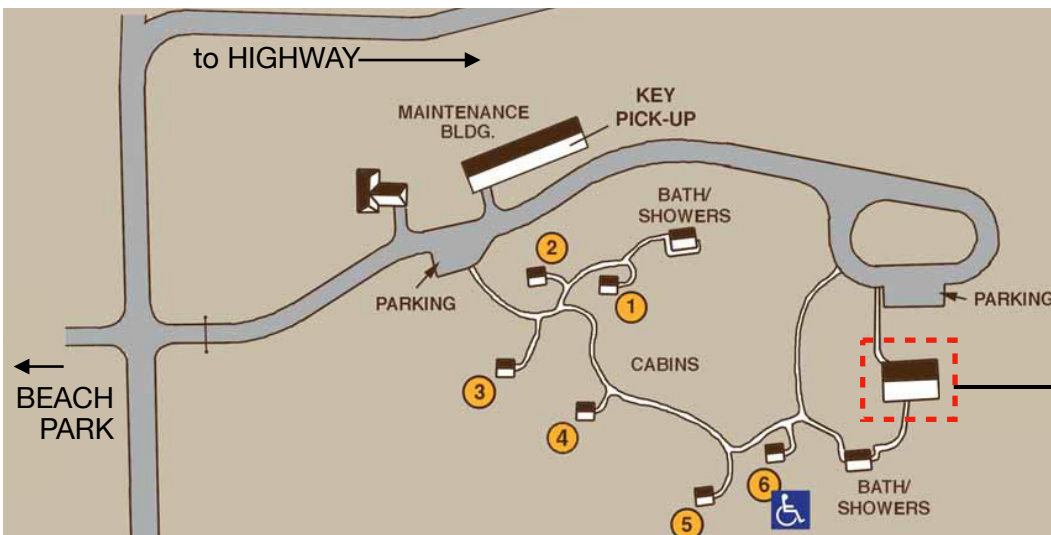 to HIGHWAY
KEY
PICK-UP
MAINTENANCE
BLDG.
BATH/
SHOWERS
2
1
PARKING
PARKING
CABINS
3
BEACH
PARK
4
6
BATH/
SHOWERS
5